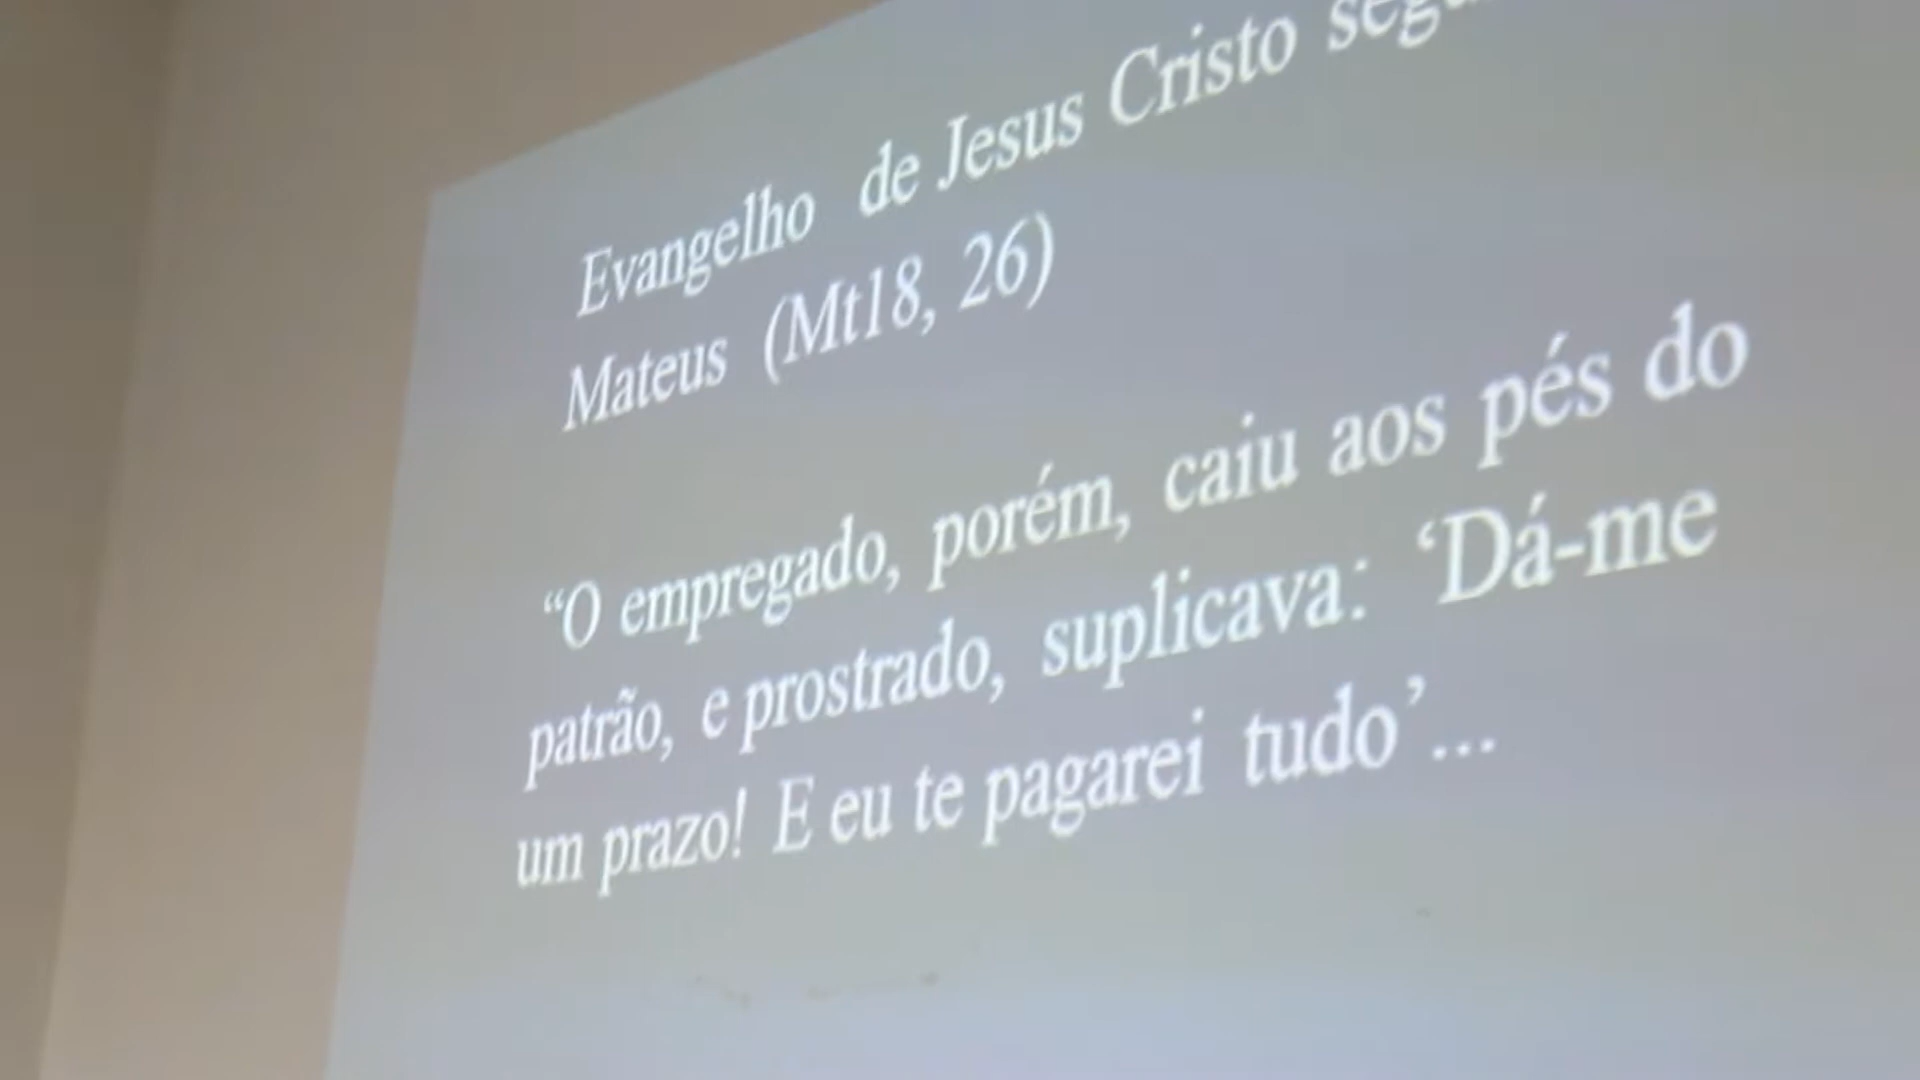 Evangelho de Jesus Cristo
Mateus (Mt18, 26)
“O empregado, porém, caiu aos pés do
patrão, e prostrado, suplicava: ‘Dá-me
um prazo! E eu te pagarei tudo’...